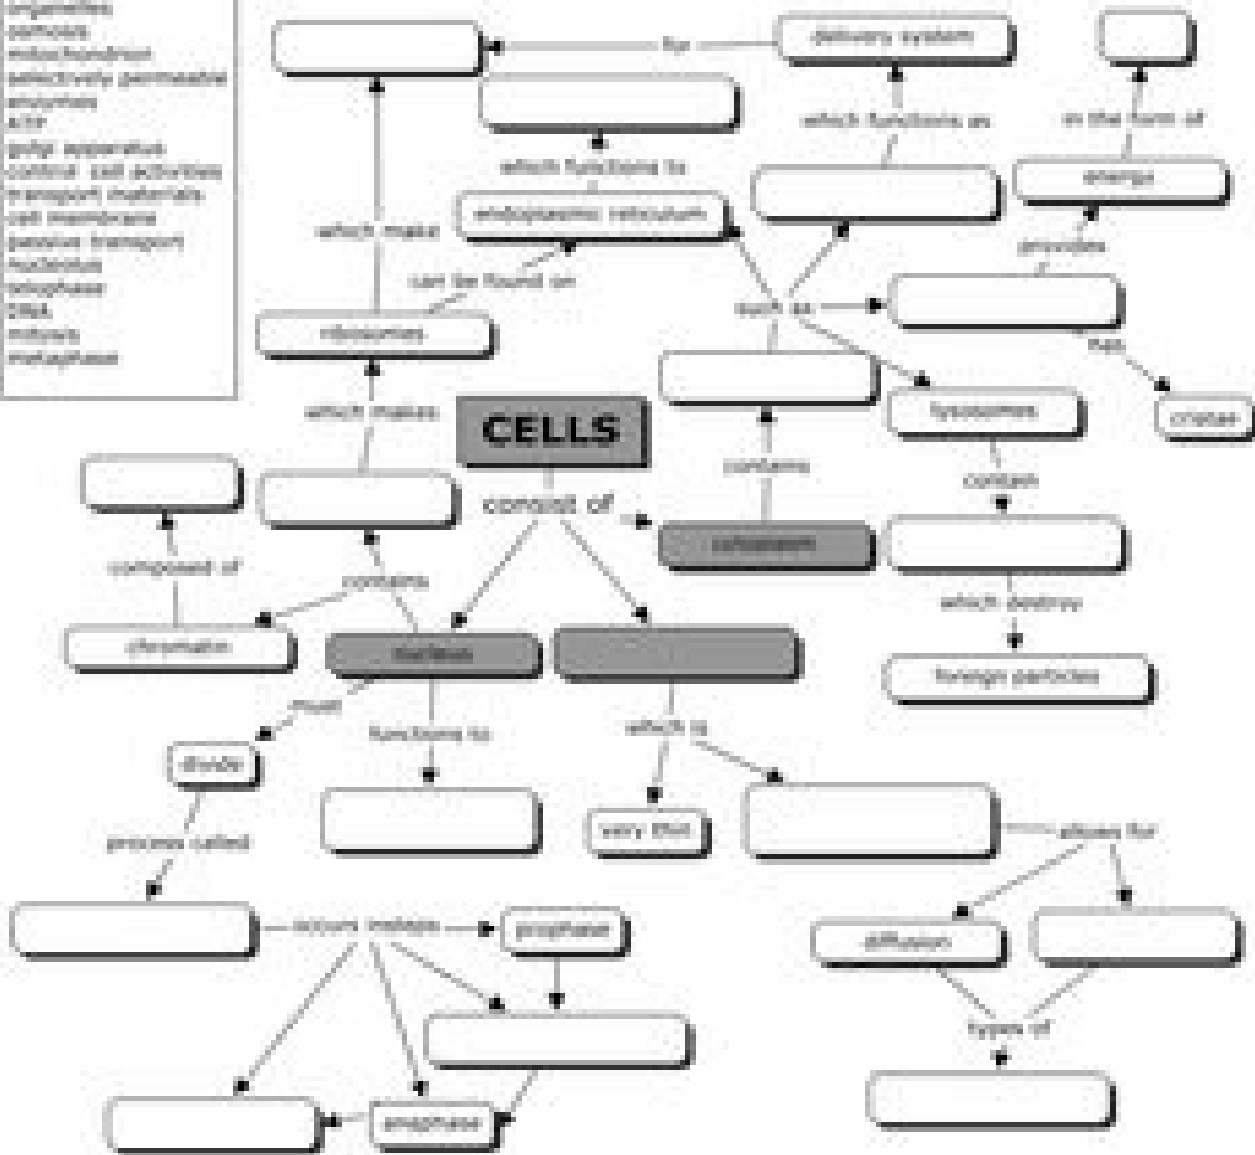 organelles
osmosis
mitochondrion
selectively permeable
enzymes
ATP
golgi apparatus
control cell activities
transport materials
cell membrane
passive transport
nucleolus
telophase
DNA
mitosis
metaphase
for
delivery system
which functions as
in the form of
which functions to
energy
endoplasmic reticulum
which make
provides
can be found on
such as
ribosomes
has
which makes
lysosomes
cristae
CELLS
contains
contain
consist of
cytoplasm
composed of
contains
which destroy
chromatin
nucleus
foreign particles
must
functions to
which is
divide
very thin
allows for
process called
occurs insteps
prophase
diffusion
types of
anaphase